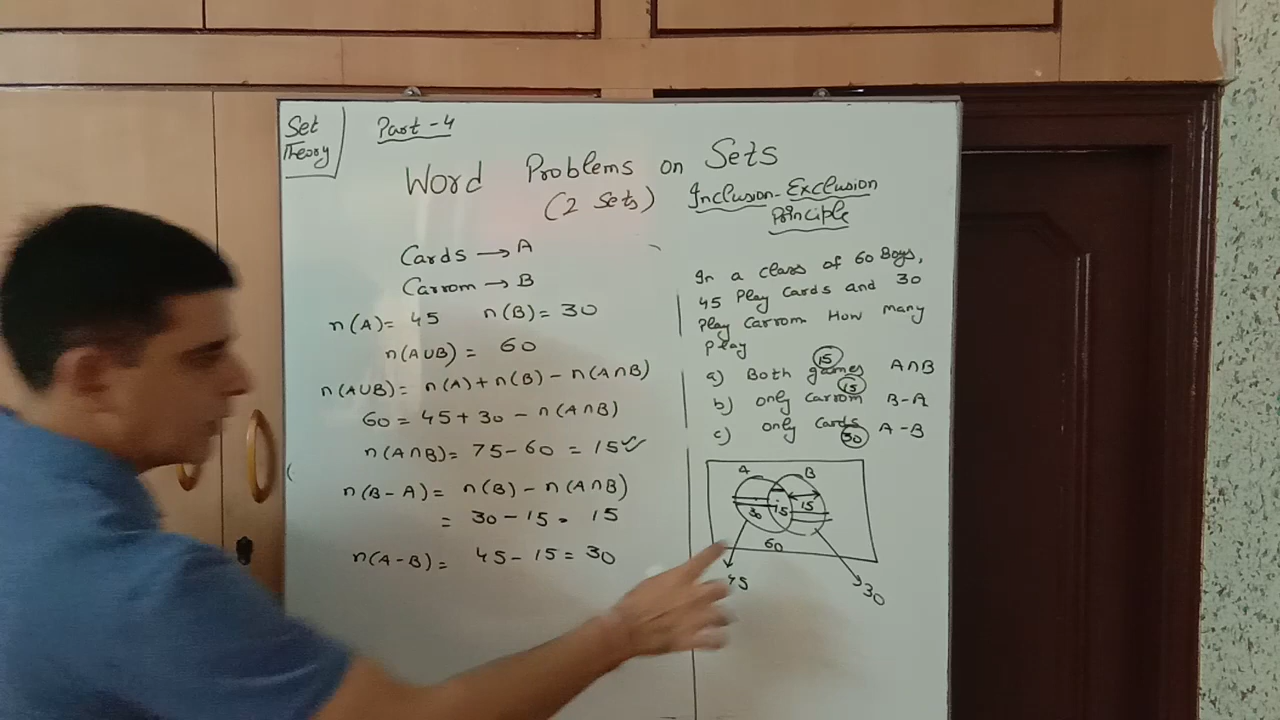 Set
Theory
Part-4
Word Problems on Sets
(2 Sets)
Inclusion-Exclusion
Principle
Cards → A
Carrom → B
n(A)= 45 n(B)= 30
n(A∪B) = 60
n(A∪B)= n(A)+n(B)-n(A∩B)
60 = 45+30 - n(A∩B)
n(A∩B)= 75-60 = 15✓
n(B-A)= n(B)-n(A∩B)
= 30-15 = 15
n(A-B)= 45-15=30
In a class of 60 Boys,
45 Play Cards and 30
Play Carrom How many
play
15
a) Both games A∩B
15
b) only Carrom B-A
c) only Cards A-B
30
A B
30 15 15
60
45
30